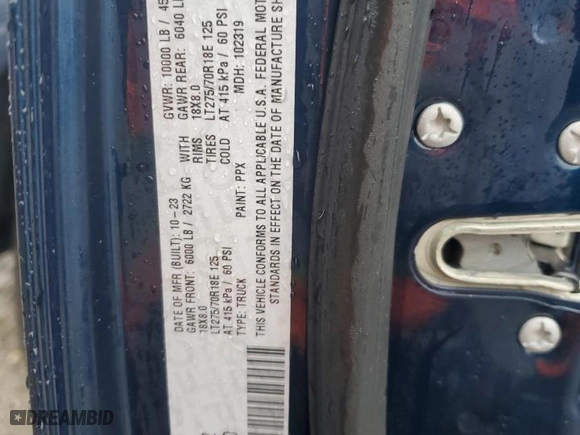 DATE OF MFR (BUILT): 10-23 GVWR: 10000 LB / 45
GAWR FRONT: 6000 LB / 2722 KG WITH GAWR REAR: 6040 L
18X8.0 RIMS 18X8.0
LT275/70R18E 125 TIRES LT275/70R18E 125
AT 415 kPa / 60 PSI COLD AT 415 kPa / 60 PSI
TYPE: TRUCK PAINT: PPX MDH: 102319
THIS VEHICLE CONFORMS TO ALL APPLICABLE U.S.A. FEDERAL MOT
STANDARDS IN EFFECT ON THE DATE OF MANUFACTURE SH
DREAMBID